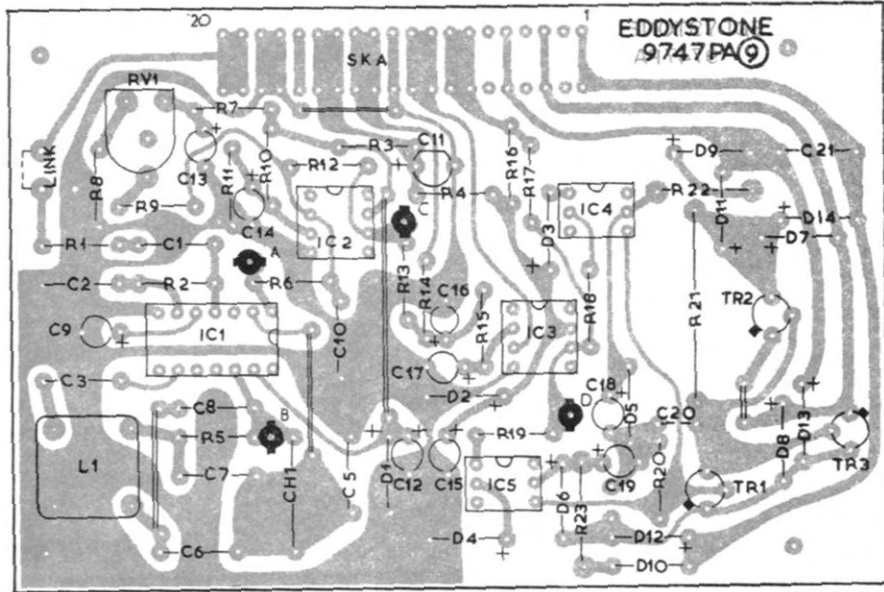 20 1 EDDYSTONE
SKA 9747PA 9
RV1
R7
LINK R8 C13 R11 R10 R12 R3 C11 R16 R17 D9 C21
R9 C14 R4 IC4 R22 D11 D14
R1 C1 IC2 C D3 D7
A
C2 R2 R6 R13 R14 C16 R18 R21 TR2
C9 IC1 C10 R15 IC3
C3 C17 C18
C8 D2 D D5 C20 D8 D13
B
L1 R5 R19 TR3
C7 CH1 C5 D1 C12 C15 IC5 D6 R23 C19 R20 TR1
C6 D4 D12
D10